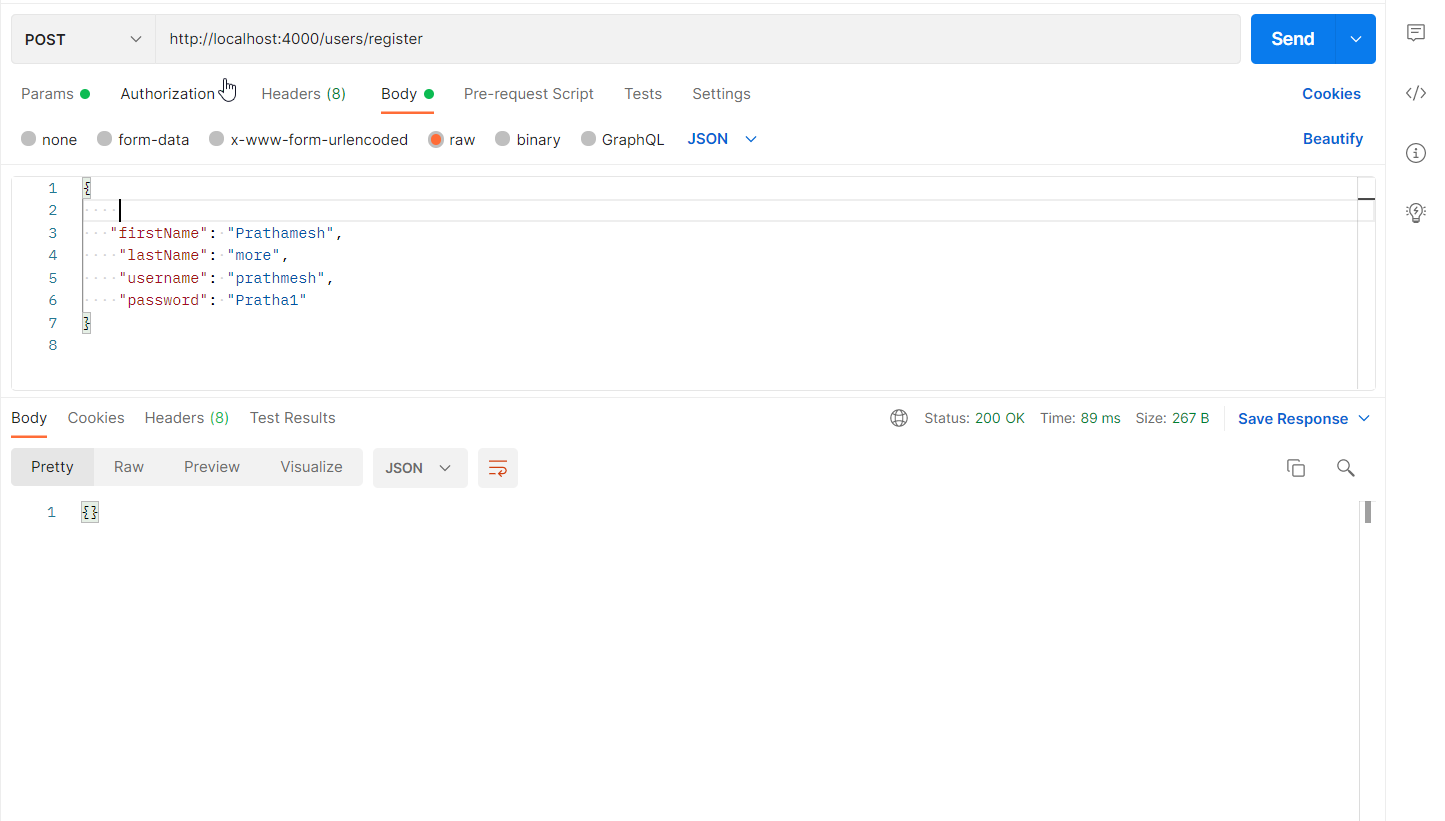 POST http://localhost:4000/users/register Send
Params Authorization Headers (8) Body Pre-request Script Tests Settings Cookies
none form-data x-www-form-urlencoded raw binary GraphQL JSON Beautify
1 {
2
3 "firstName": "Prathamesh",
4 "lastName": "more",
5 "username": "prathmesh",
6 "password": "Pratha1"
7 }
8
Body Cookies Headers (8) Test Results Status: 200 OK Time: 89 ms Size: 267 B Save Response
Pretty Raw Preview Visualize JSON
1 {}